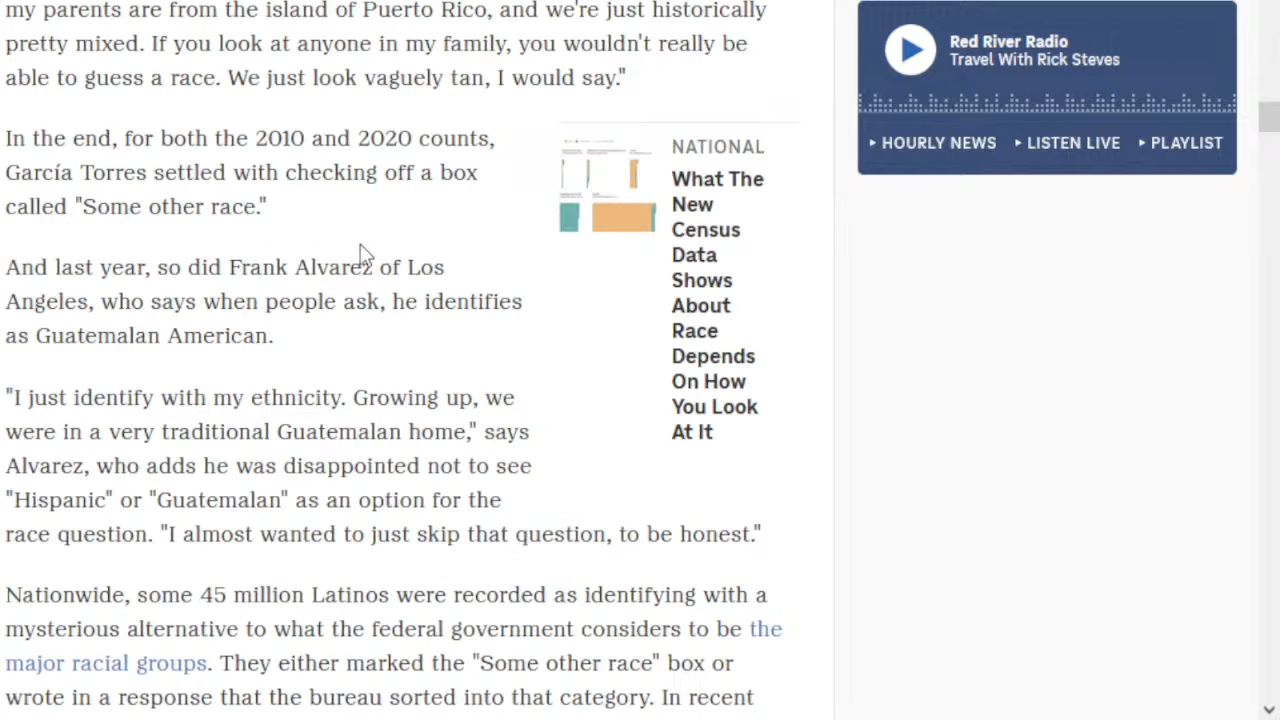 my parents are from the island of Puerto Rico, and we're just historically
pretty mixed. If you look at anyone in my family, you wouldn't really be
able to guess a race. We just look vaguely tan, I would say."
In the end, for both the 2010 and 2020 counts,
García Torres settled with checking off a box
called "Some other race."
And last year, so did Frank Alvarez of Los
Angeles, who says when people ask, he identifies
as Guatemalan American.
"I just identify with my ethnicity. Growing up, we
were in a very traditional Guatemalan home," says
Alvarez, who adds he was disappointed not to see
"Hispanic" or "Guatemalan" as an option for the
race question. "I almost wanted to just skip that question, to be honest."
Nationwide, some 45 million Latinos were recorded as identifying with a
mysterious alternative to what the federal government considers to be the
major racial groups. They either marked the "Some other race" box or
wrote in a response that the bureau sorted into that category. In recent
NATIONAL
What The
New
Census
Data
Shows
About
Race
Depends
On How
You Look
At It
Red River Radio
Travel With Rick Steves
HOURLY NEWS
LISTEN LIVE
PLAYLIST